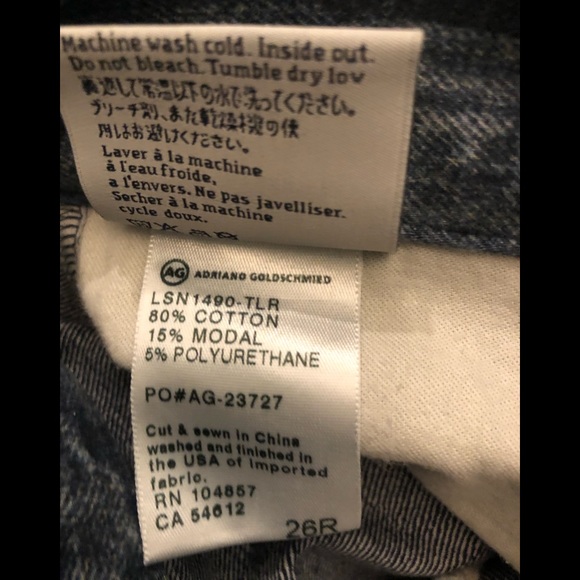 Machine wash cold. Inside out.
Do not bleach. Tumble dry low
裏返して常温以下の水で洗ってください。
ブリーチ剤、また乾燥機の使
用はお避けください。
Laver à la machine
à l'eau froide,
a l'envers. Ne pas javelliser.
Secher à la machine
cycle doux.
AG ADRIANO GOLDSCHMIED
LSN1490-TLR
80% COTTON
15% MODAL
5% POLYURETHANE
PO#AG-23727
Cut & sewn in China
washed and finished in
the USA of imported
fabric.
RN 104857
CA 54612
26R